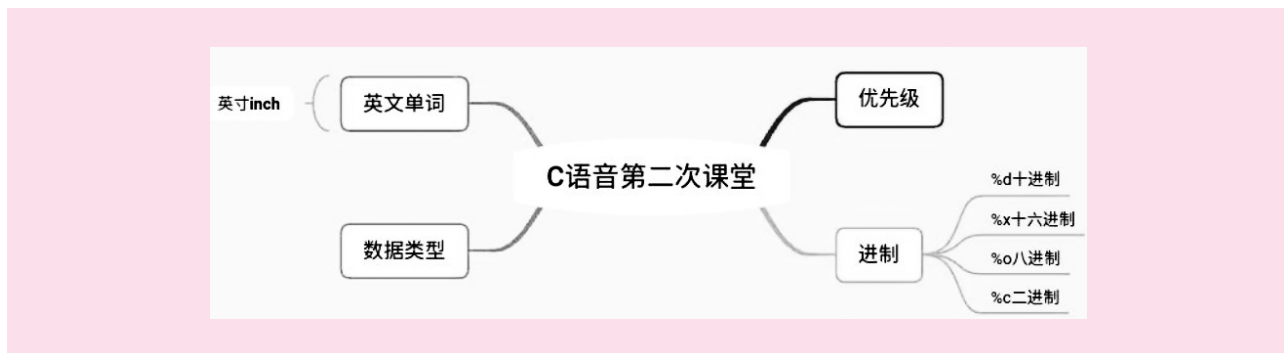 英寸inch
英文单词
数据类型
C语音第二次课堂
优先级
进制
%d十进制
%x十六进制
%o八进制
%c二进制